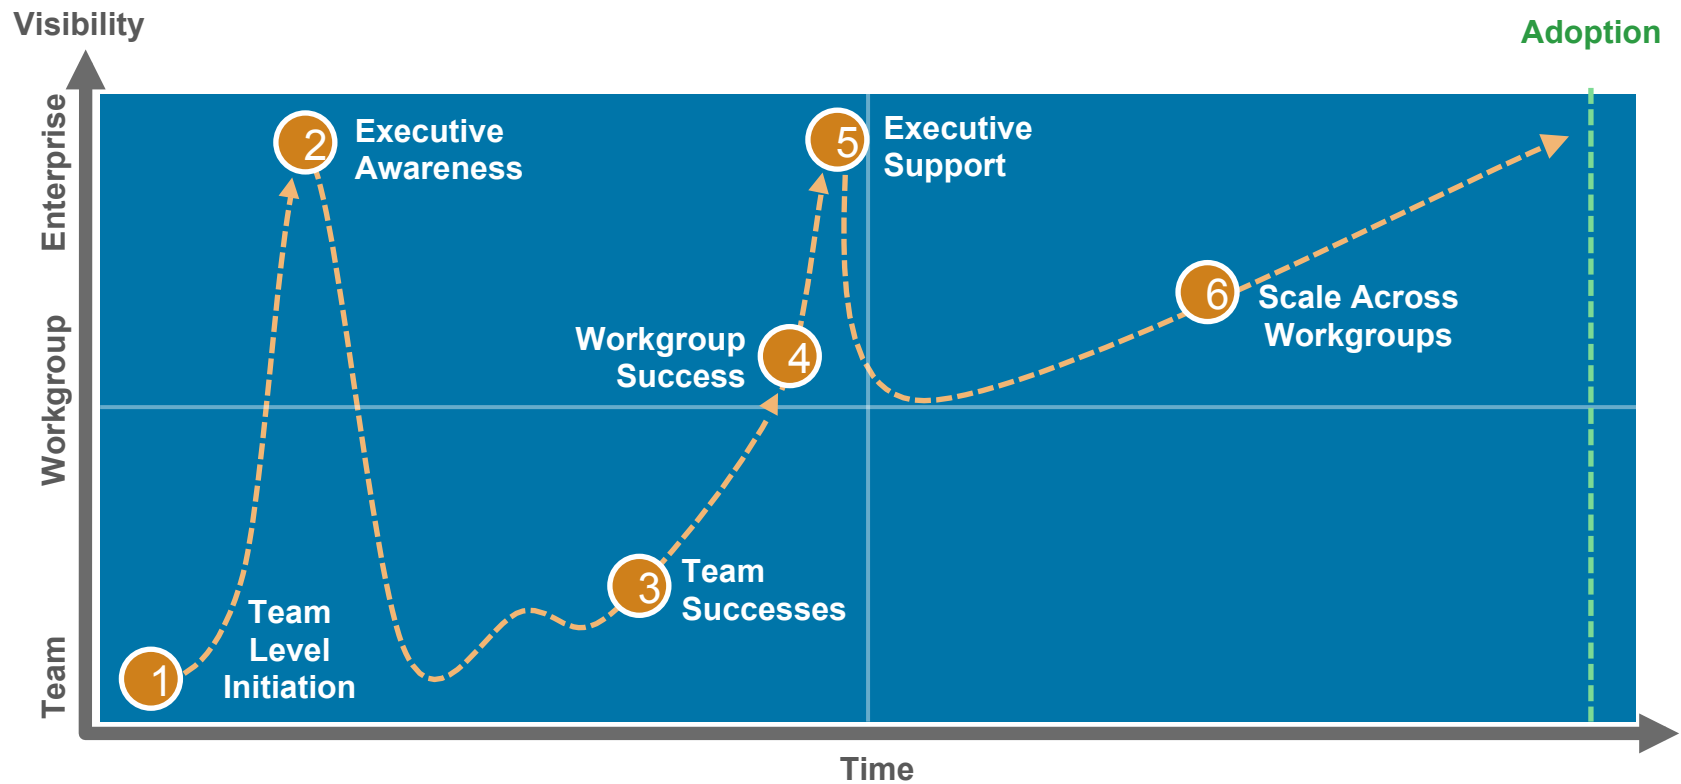 Visibility
Adoption
Enterprise
Workgroup
Team
2
Executive
Awareness
5
Executive
Support
6
Scale Across
Workgroups
Workgroup
Success
4
3
Team
Successes
1
Team
Level
Initiation
Time